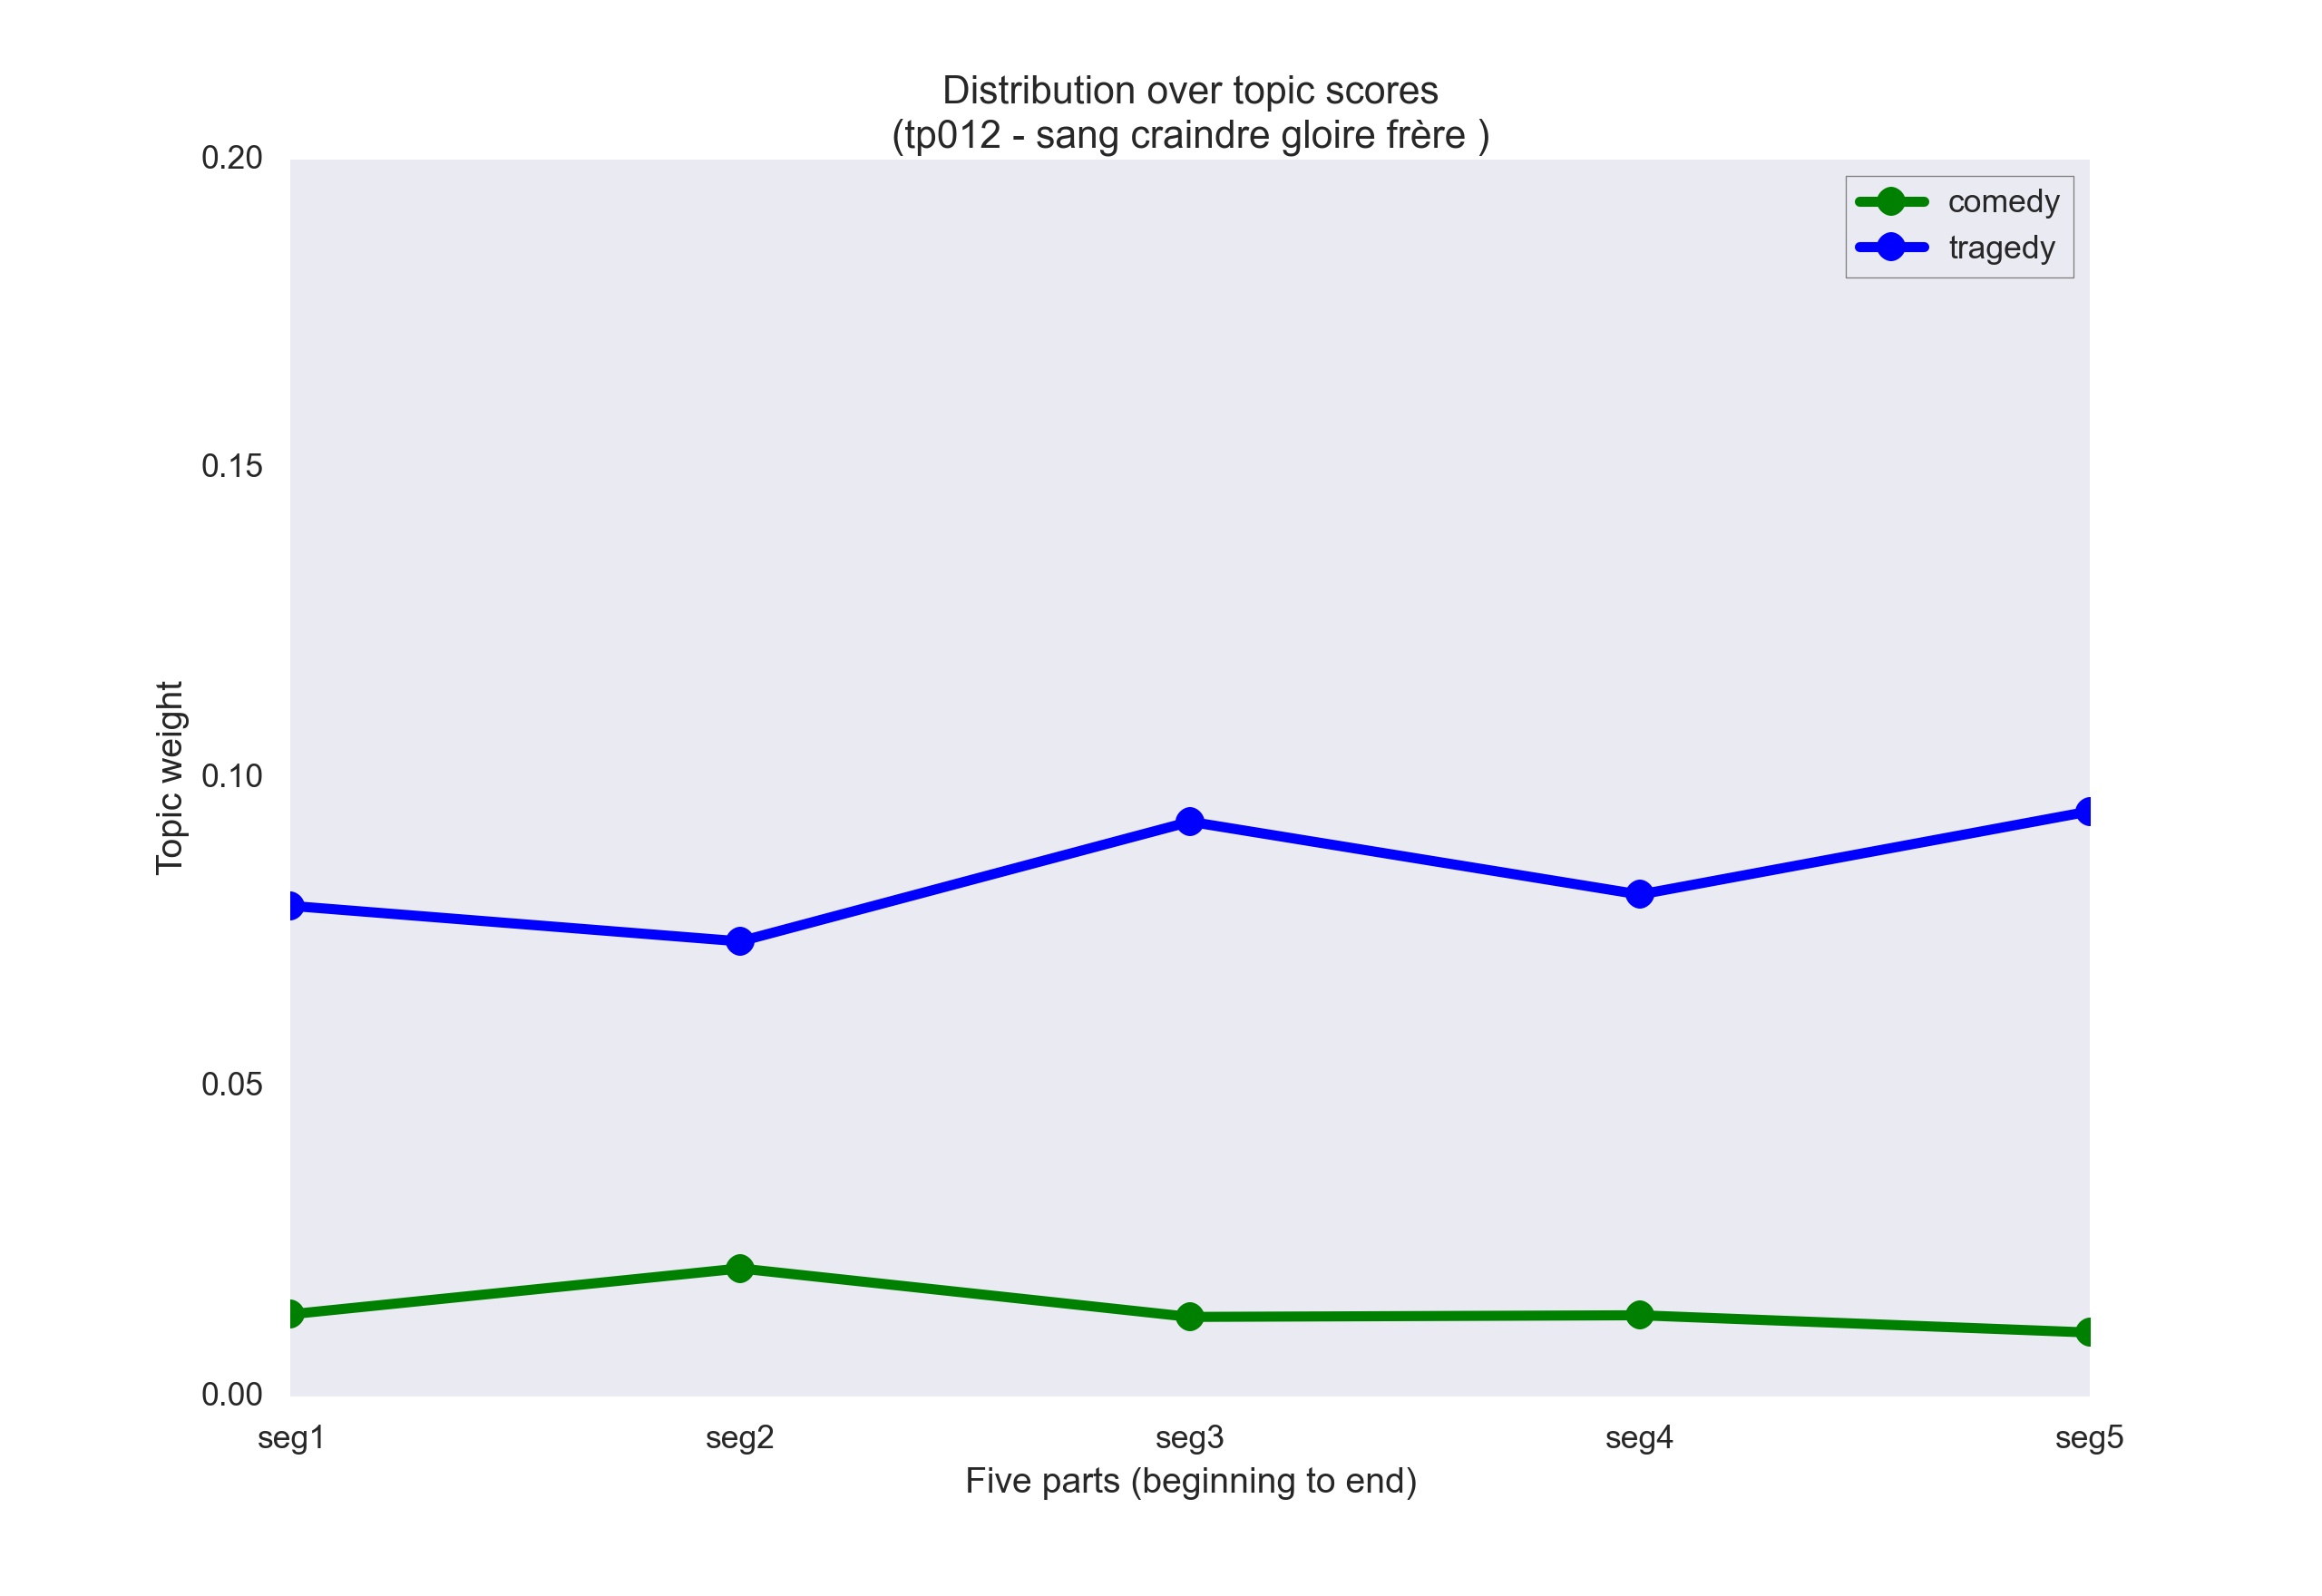 Distribution over topic scores
(tp012 - sang craindre gloire frère )
0.20
0.15
0.10
0.05
0.00
Topic weight
comedy
tragedy
seg1 seg2 seg3 seg4 seg5
Five parts (beginning to end)